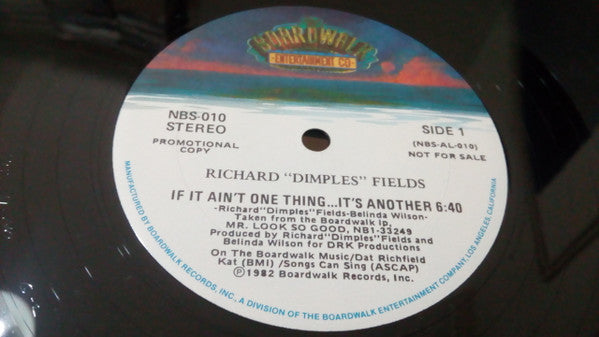 BOARDWALK
ENTERTAINMENT CO
NBS-010
STEREO
SIDE 1
PROMOTIONAL
COPY
(NBS-AL-010)
NOT FOR SALE
RICHARD "DIMPLES" FIELDS
IF IT AIN'T ONE THING...IT'S ANOTHER 6:40
-Richard"Dimples"Fields-Belinda Wilson-
Taken from the Boardwalk lp,
MR. LOOK SO GOOD, NB1-33249
Produced by Richard"Dimples"Fields and
Belinda Wilson for DRK Productions
On The Boardwalk Music/Dat Richfield
Kat (BMI) /Songs Can Sing (ASCAP)
℗1982 Boardwalk Records, Inc.
MANUFACTURED BY BOARDWALK RECORDS, INC., A DIVISION OF THE BOARDWALK ENTERTAINMENT COMPANY, LOS ANGELES, CALIFORNIA